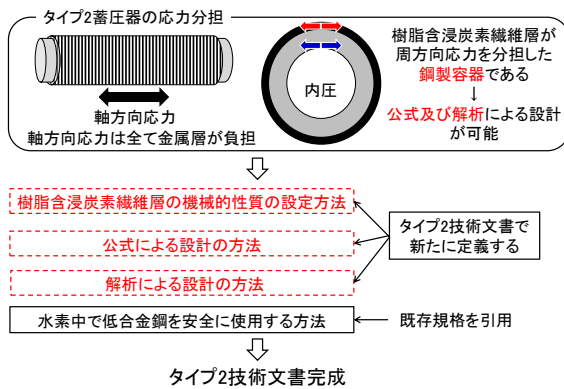 タイプ2蓄圧器の応力分担
軸方向応力
軸方向応力は全て金属層が負担
内圧
樹脂含浸炭素繊維層が
周方向応力を分担した
鋼製容器である
↓
公式及び解析による設計
が可能
樹脂含浸炭素繊維層の機械的性質の設定方法
公式による設計の方法
解析による設計の方法
タイプ2技術文書で
新たに定義する
水素中で低合金鋼を安全に使用する方法
既存規格を引用
タイプ2技術文書完成